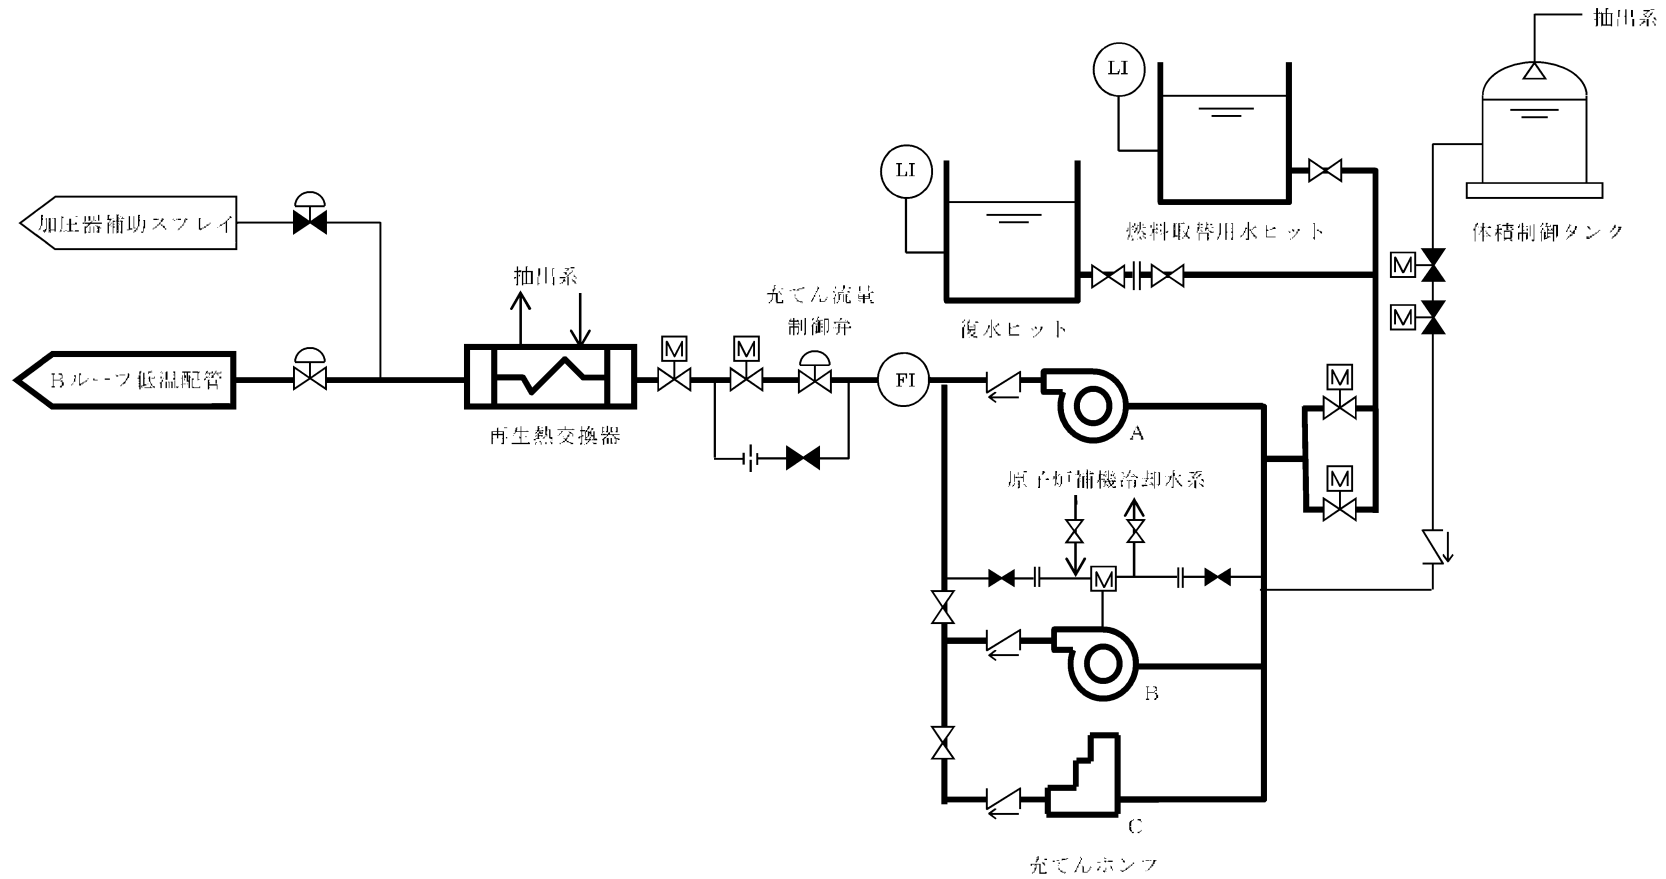 抽出系
LI
LI
加圧器補助スプレイ
燃料取替用水ピット
体積制御タンク
M
抽出系
充てん流量
制御弁
復水ピット
M
M
M
Bループ低温配管
FI
M
再生熱交換器
A
原子炉補機冷却水系
M
M
B
C
充てんポンプ